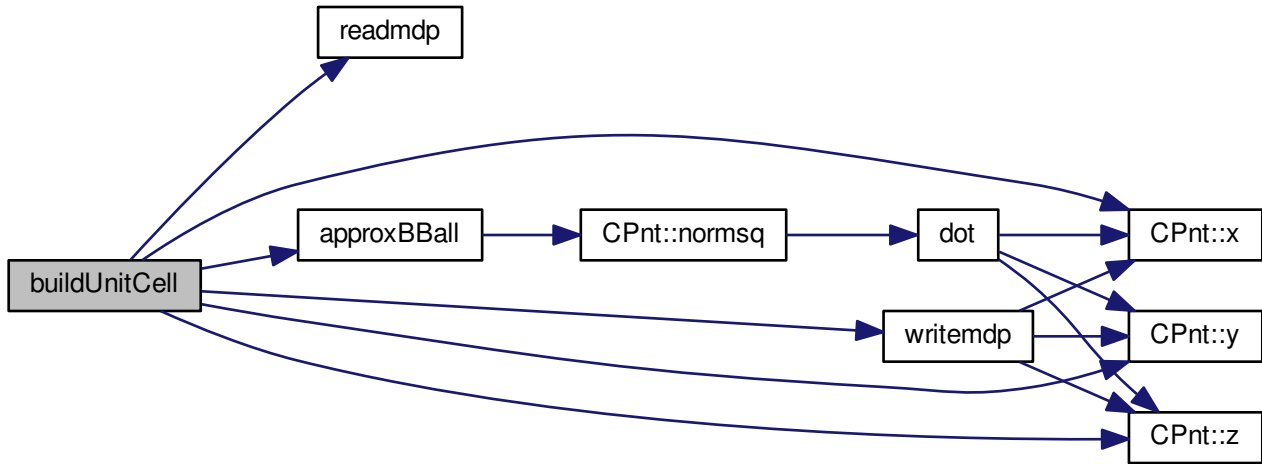 readmdp
approxBBall
CPnt::normsq
dot
CPnt::x
buildUnitCell
writemdp
CPnt::y
CPnt::z